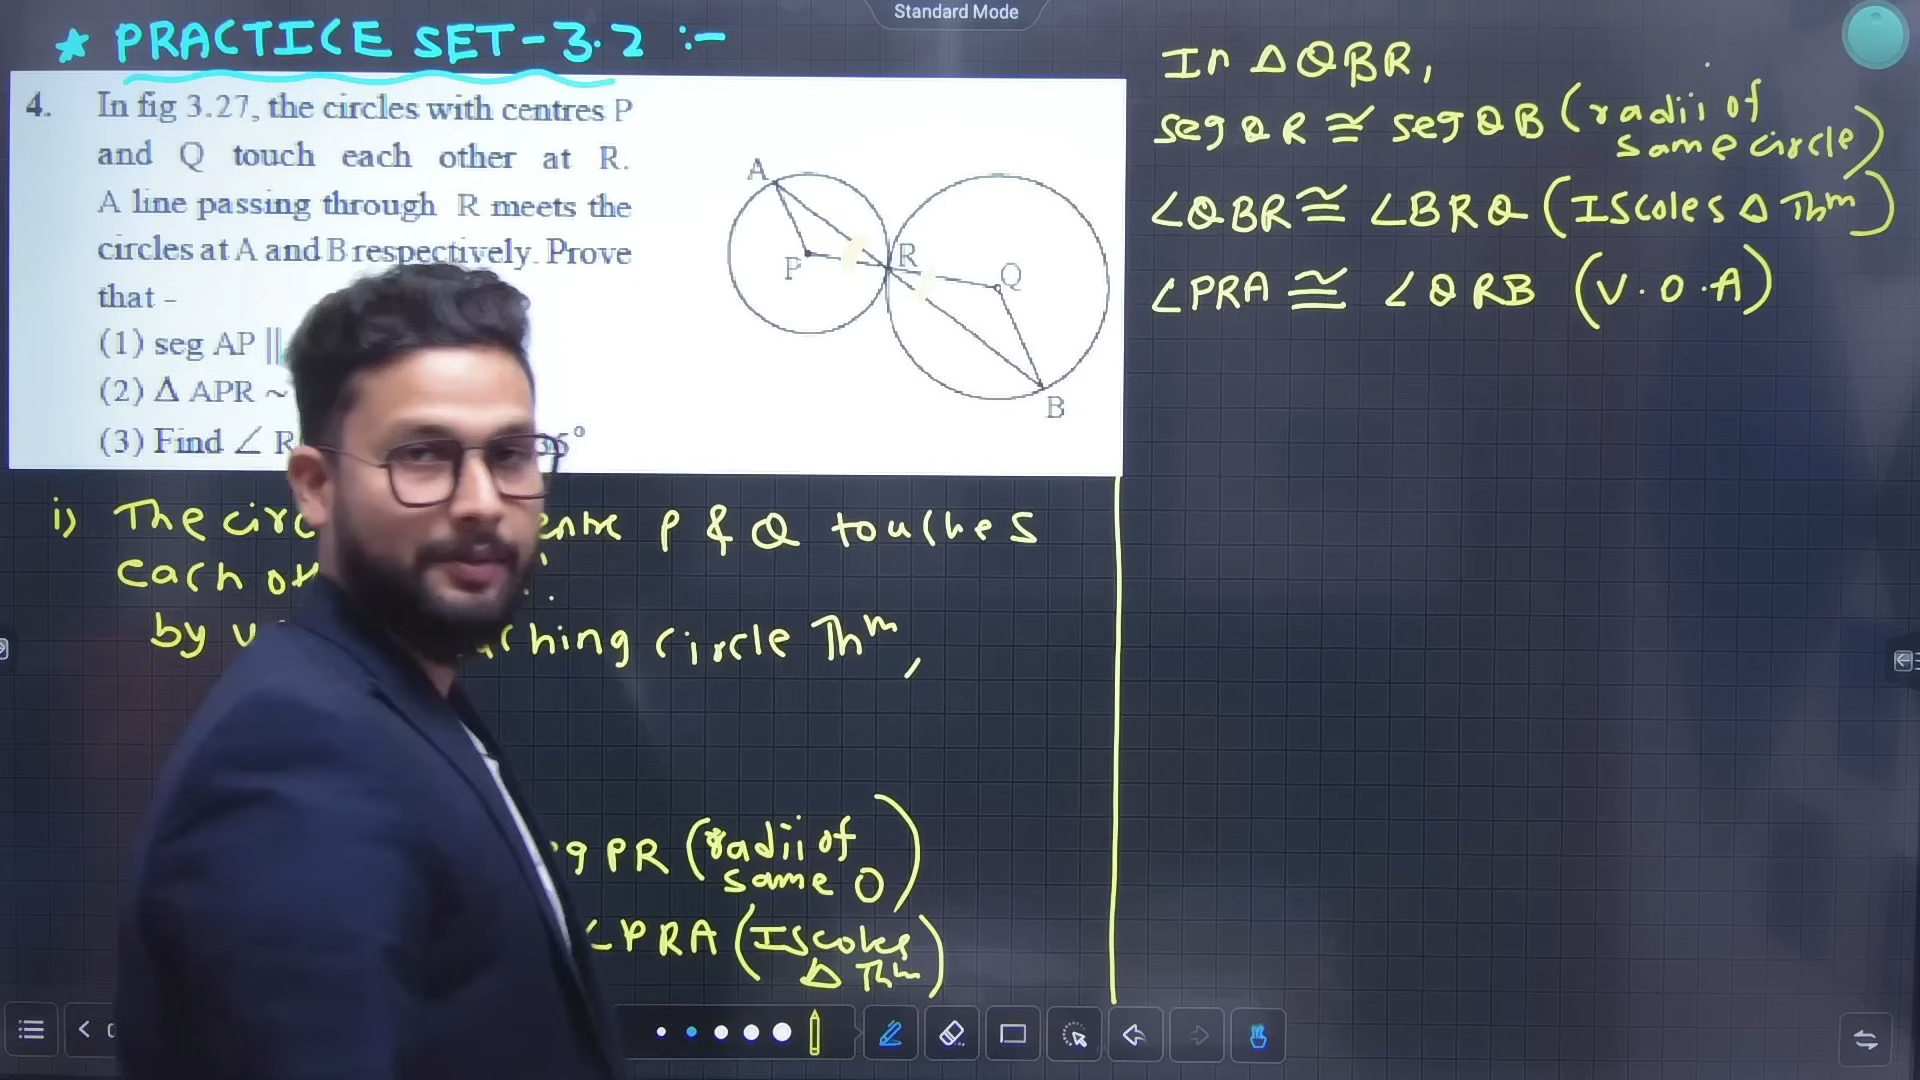 Standard Mode
* PRACTICE SET-3.2 :-
4. In fig 3.27, the circles with centres P
and Q touch each other at R.
A line passing through R meets the
circles at A and B respectively. Prove
that -
(1) seg AP ||
(2) Δ APR ~
(3) Find ∠ R 35°
A
P
R
Q
B
i) The circ P & Q touches
each
by ching circle Thm,
g PR (radii of
same O)
∠PRA (Iscoles
Δ Thm)
In ΔQBR,
seg QR ≅ seg QB (radii of
same circle)
∠QBR ≅ ∠BRQ (Iscoles Δ Thm)
∠PRA ≅ ∠QRB (V.O.A)